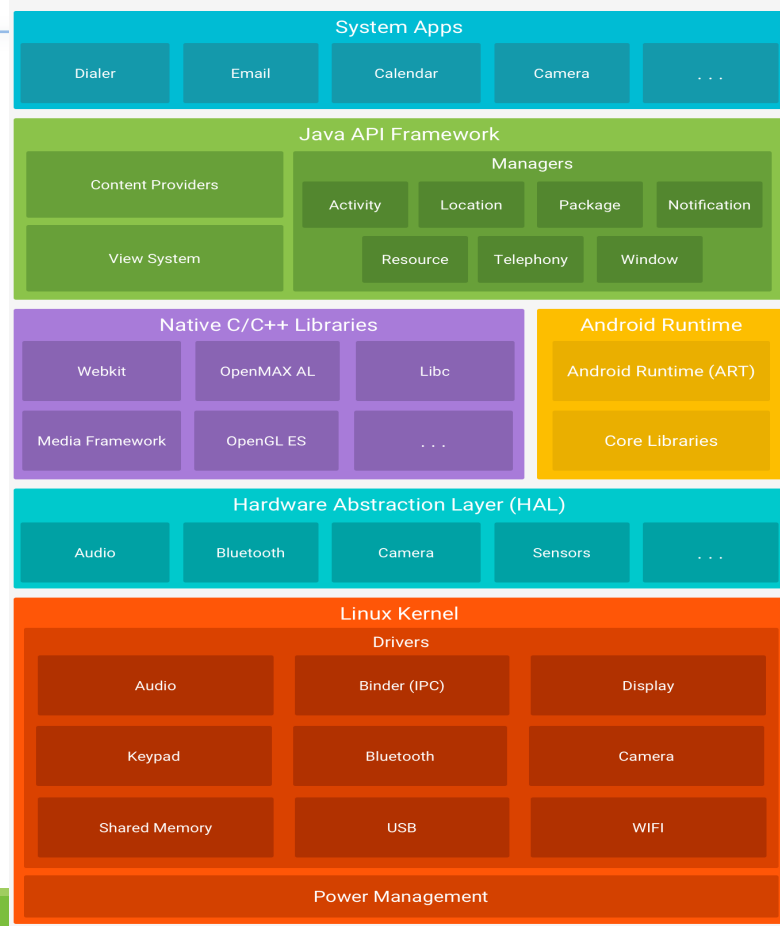 System Apps
Dialer Email Calendar Camera . . .
Java API Framework
Content Providers
View System
Managers
Activity Location Package Notification
Resource Telephony Window
Native C/C++ Libraries
Webkit OpenMAX AL Libc
Media Framework OpenGL ES . . .
Android Runtime
Android Runtime (ART)
Core Libraries
Hardware Abstraction Layer (HAL)
Audio Bluetooth Camera Sensors . . .
Linux Kernel
Drivers
Audio Binder (IPC) Display
Keypad Bluetooth Camera
Shared Memory USB WIFI
Power Management